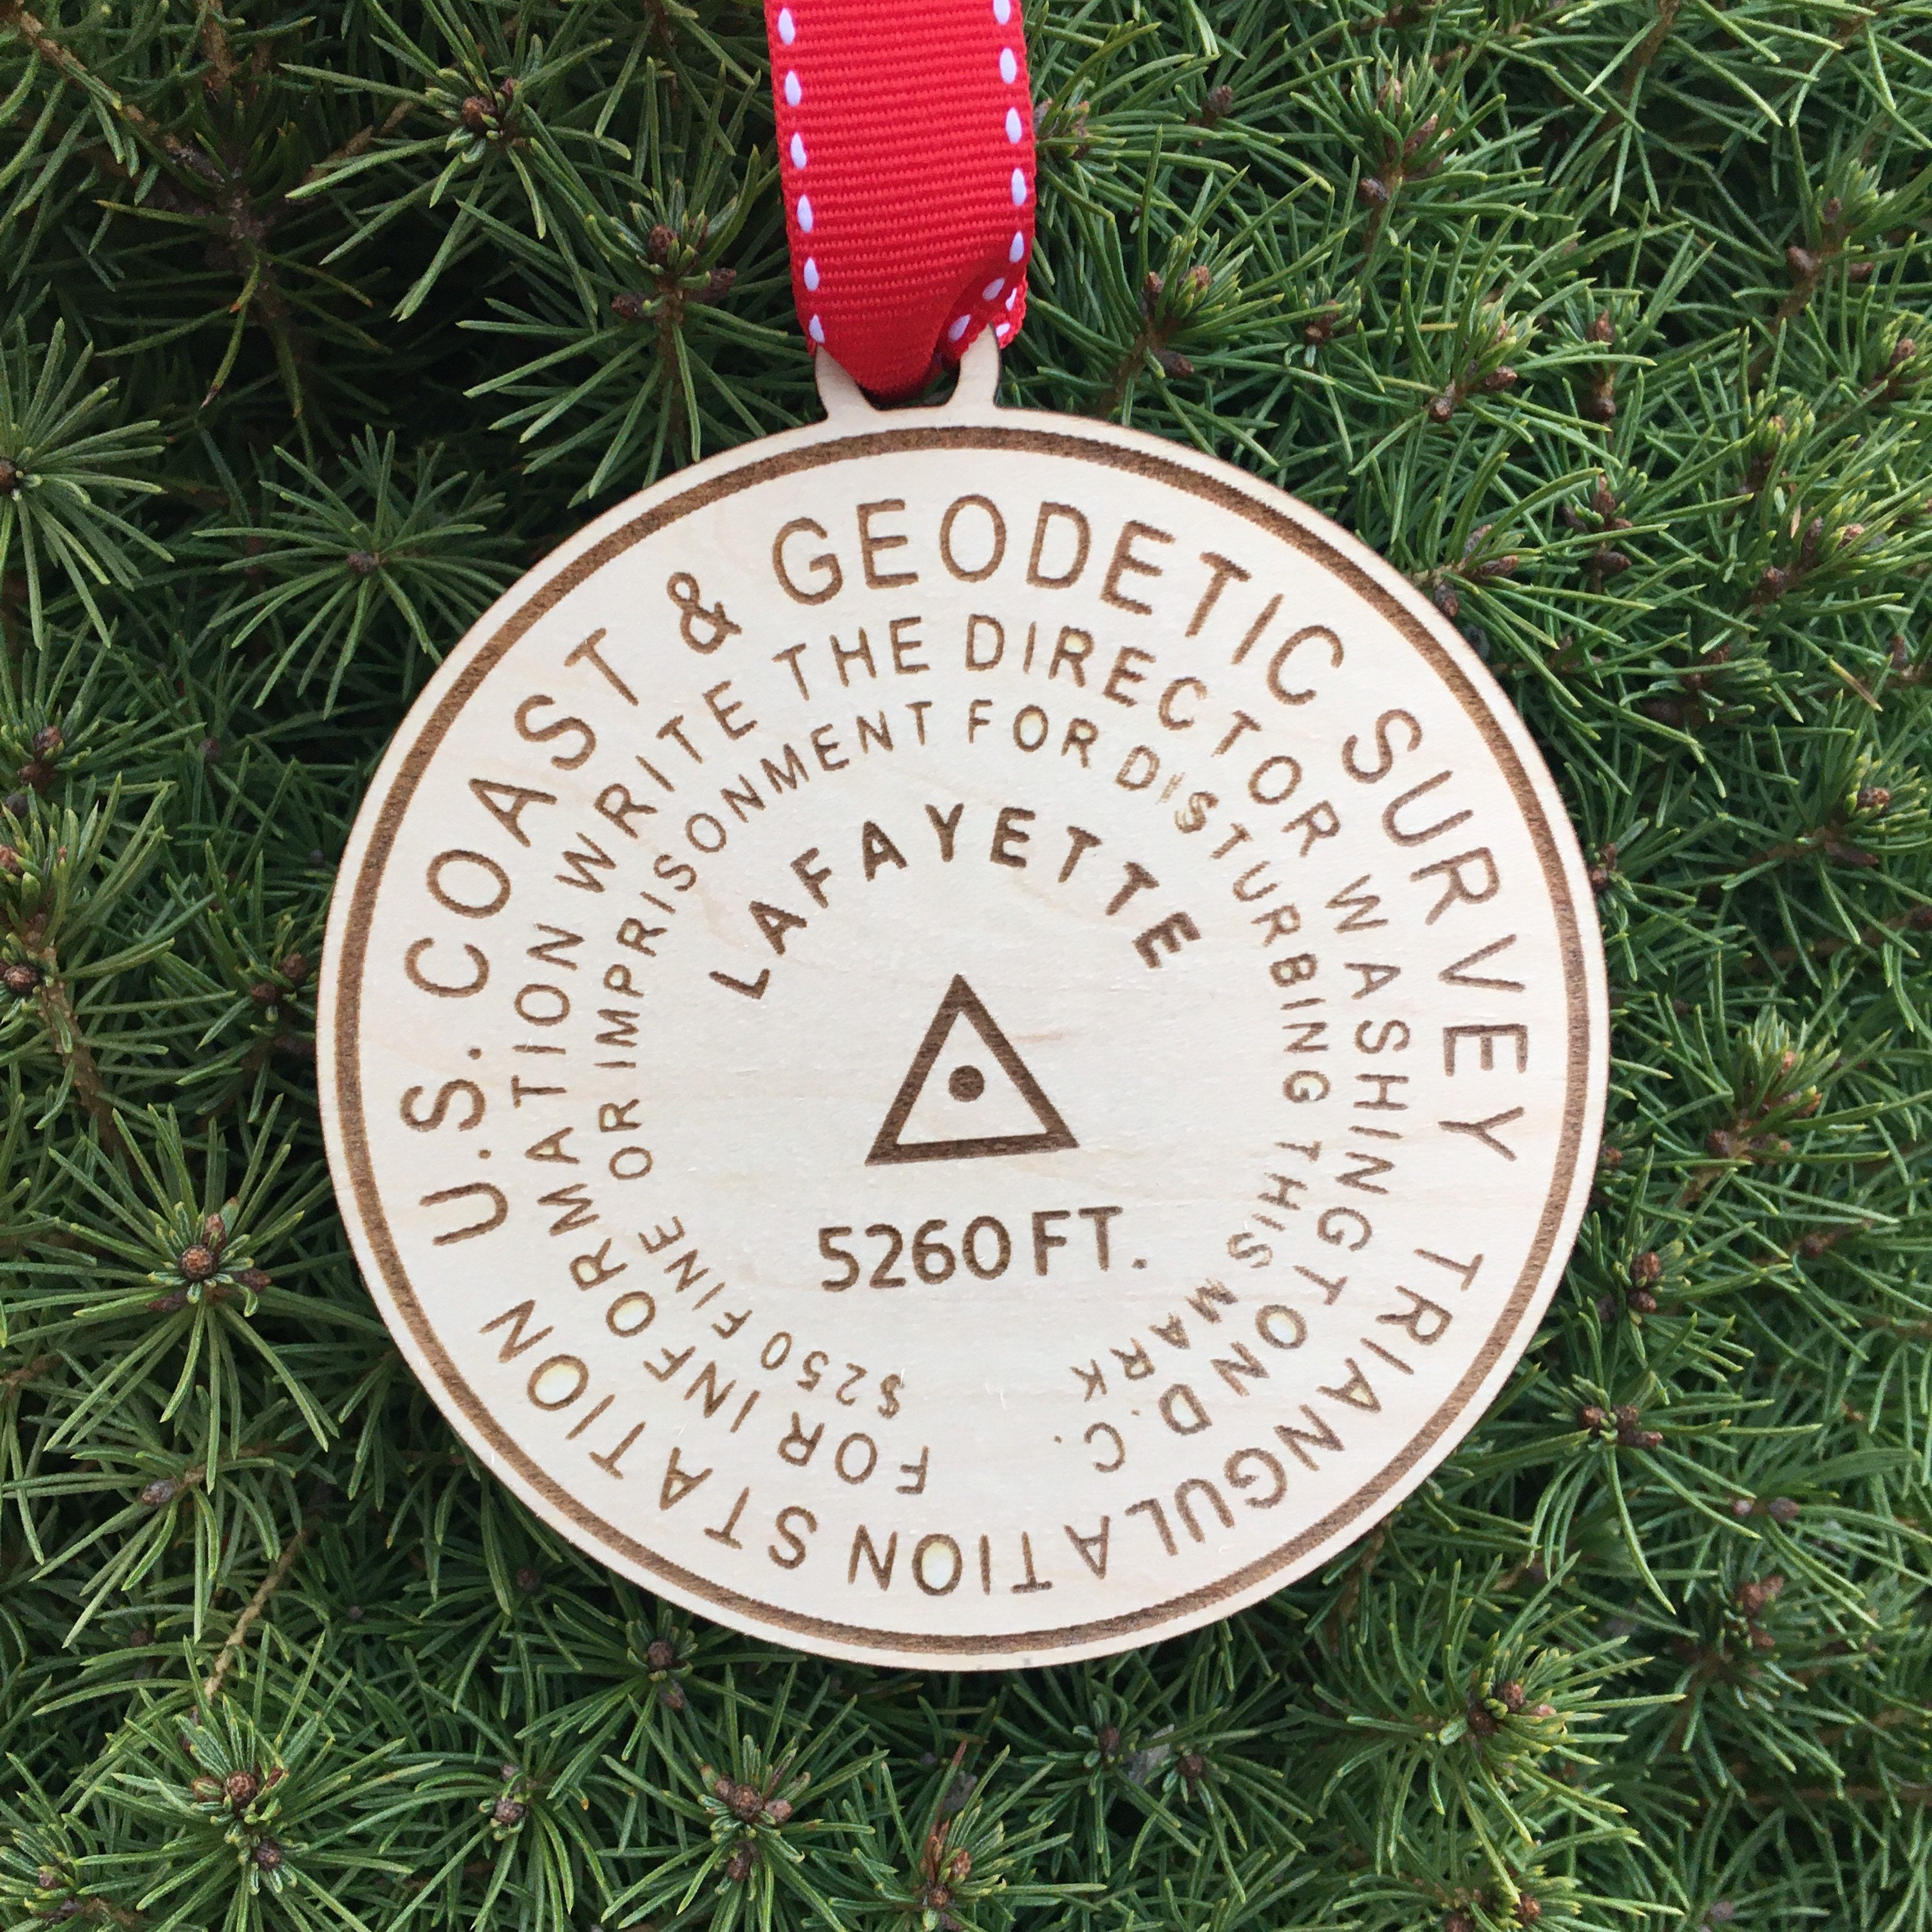 U.S. COAST & GEODETIC SURVEY TRIANGULATION STATION
FOR INFORMATION WRITE THE DIRECTOR WASHINGTON D.C.
$250 FINE OR IMPRISONMENT FOR DISTURBING THIS MARK
LAFAYETTE
5260 FT.